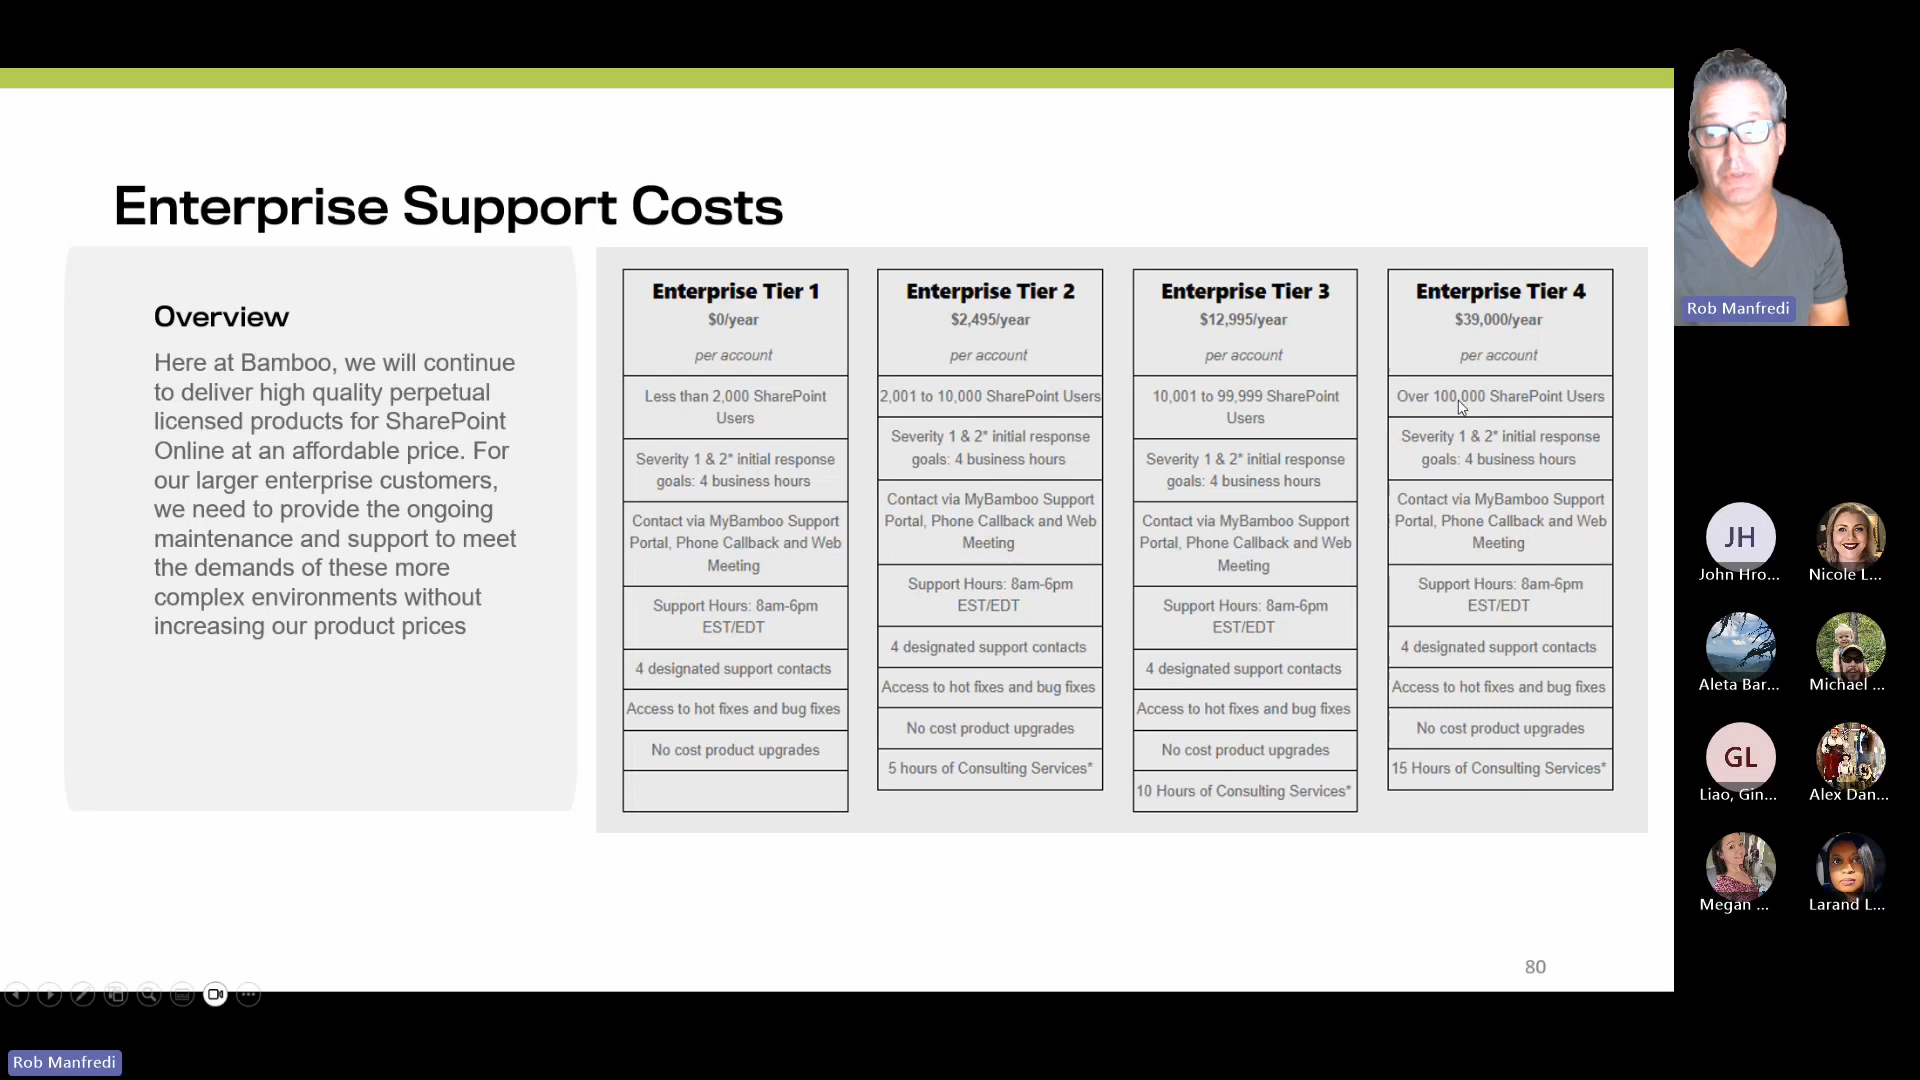 Enterprise Support Costs
Overview
Here at Bamboo, we will continue
to deliver high quality perpetual
licensed products for SharePoint
Online at an affordable price. For
our larger enterprise customers,
we need to provide the ongoing
maintenance and support to meet
the demands of these more
complex environments without
increasing our product prices
Enterprise Tier 1
$0/year
per account
Less than 2,000 SharePoint
Users
Severity 1 & 2* initial response
goals: 4 business hours
Contact via MyBamboo Support
Portal, Phone Callback and Web
Meeting
Support Hours: 8am-6pm
EST/EDT
4 designated support contacts
Access to hot fixes and bug fixes
No cost product upgrades
Enterprise Tier 2
$2,495/year
per account
2,001 to 10,000 SharePoint Users
Severity 1 & 2* initial response
goals: 4 business hours
Contact via MyBamboo Support
Portal, Phone Callback and Web
Meeting
Support Hours: 8am-6pm
EST/EDT
4 designated support contacts
Access to hot fixes and bug fixes
No cost product upgrades
5 hours of Consulting Services*
Enterprise Tier 3
$12,995/year
per account
10,001 to 99,999 SharePoint
Users
Severity 1 & 2* initial response
goals: 4 business hours
Contact via MyBamboo Support
Portal, Phone Callback and Web
Meeting
Support Hours: 8am-6pm
EST/EDT
4 designated support contacts
Access to hot fixes and bug fixes
No cost product upgrades
10 Hours of Consulting Services*
Enterprise Tier 4
$39,000/year
per account
Over 100,000 SharePoint Users
Severity 1 & 2* initial response
goals: 4 business hours
Contact via MyBamboo Support
Portal, Phone Callback and Web
Meeting
Support Hours: 8am-6pm
EST/EDT
4 designated support contacts
Access to hot fixes and bug fixes
No cost product upgrades
15 Hours of Consulting Services*
80
Rob Manfredi
JH
John Hro...
Nicole L...
Aleta Bar...
Michael ...
GL
Liao, Gin...
Alex Dan...
Megan ...
Larand L...
Rob Manfredi